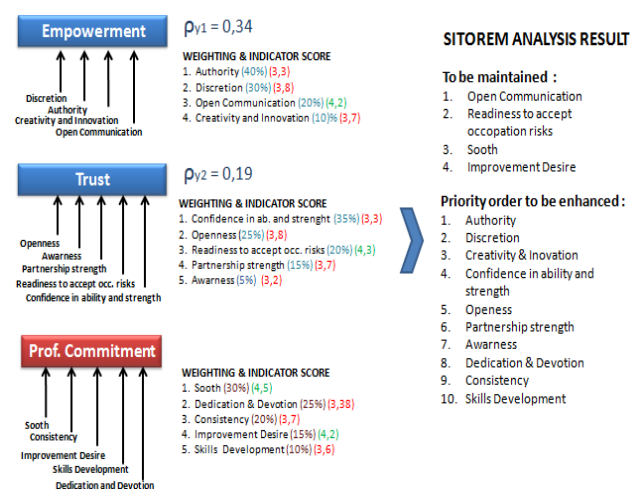 Empowerment
ρy1 = 0,34
WEIGHTING & INDICATOR SCORE
1. Authority (40%) (3,3)
2. Discretion (30%) (3,8)
3. Open Communication (20%) (4,2)
4. Creativity and Innovation (10)% (3,7)
Discretion
Authority
Creativity and Innovation
Open Communication
Trust
ρy2 = 0,19
WEIGHTING & INDICATOR SCORE
1. Confidence in ab. and strenght (35%) (3,3)
2. Openness (25%) (3,8)
3. Readiness to accept occ. risks (20%) (4,3)
4. Partnership strength (15%) (3,7)
5. Awarness (5%) (3,2)
Openness
Awarness
Partnership strength
Readiness to accept occ. risks
Confidence in ability and strength
Prof. Commitment
WEIGHTING & INDICATOR SCORE
1. Sooth (30%) (4,5)
2. Dedication & Devotion (25%) (3,38)
3. Consistency (20%) (3,7)
4. Improvement Desire (15%) (4,2)
5. Skills Development (10%) (3,6)
Sooth
Consistency
Improvement Desire
Skills Development
Dedication and Devotion
SITOREM ANALYSIS RESULT
To be maintained :
1. Open Communication
2. Readiness to accept
occopation risks
3. Sooth
4. Improvement Desire
Priority order to be enhanced :
1. Authority
2. Discretion
3. Creativity & Inovation
4. Confidence in ability and
strength
5. Openess
6. Partnership strength
7. Awarness
8. Dedication & Devotion
9. Consistency
10. Skills Development